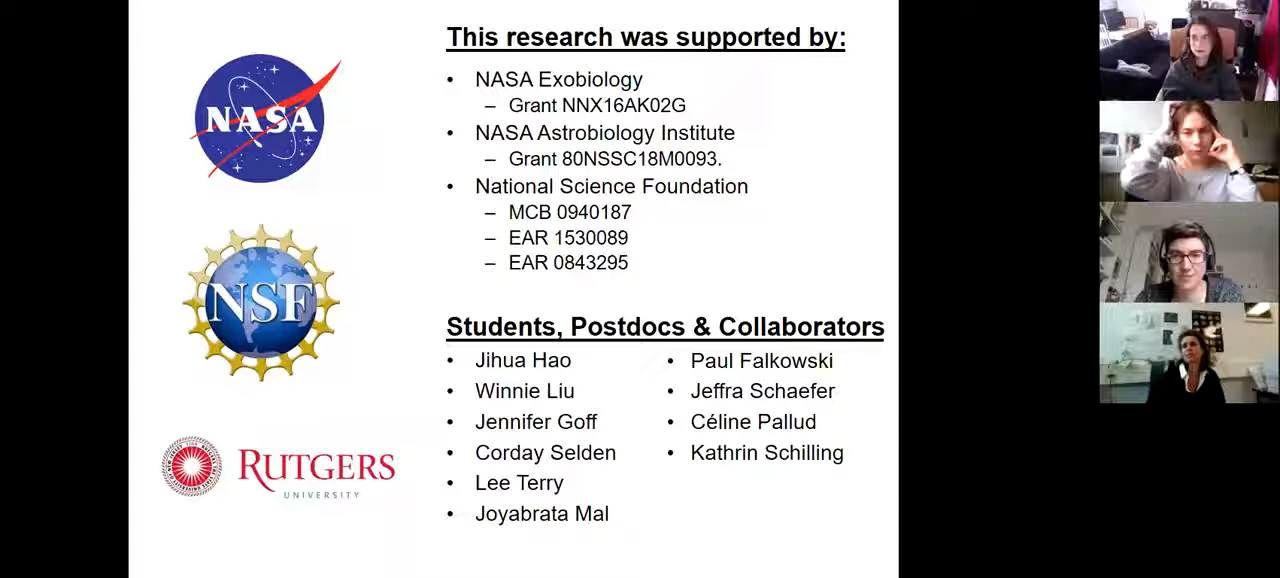 This research was supported by:
NASA
• NASA Exobiology
– Grant NNX16AK02G
• NASA Astrobiology Institute
– Grant 80NSSC18M0093.
• National Science Foundation
– MCB 0940187
– EAR 1530089
– EAR 0843295
NSF
Students, Postdocs & Collaborators
• Jihua Hao
• Winnie Liu
• Jennifer Goff
• Corday Selden
• Lee Terry
• Joyabrata Mal
• Paul Falkowski
• Jeffra Schaefer
• Céline Pallud
• Kathrin Schilling
RUTGERS
UNIVERSITY